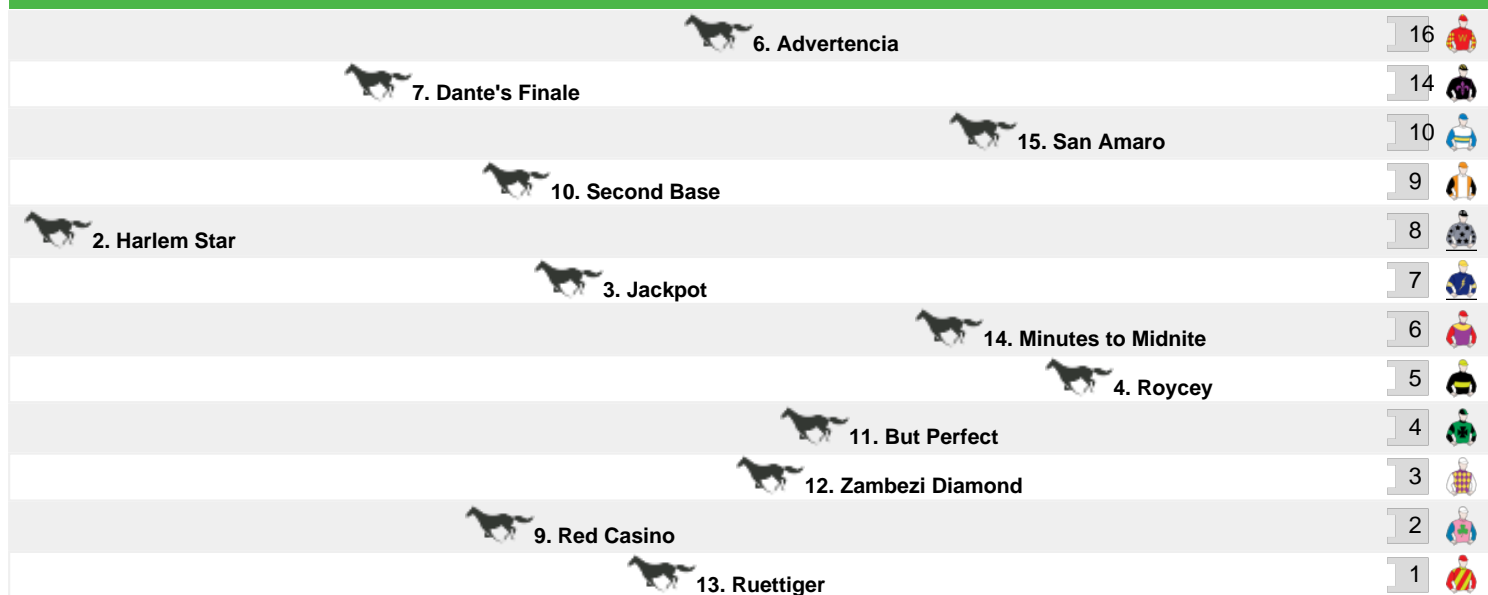 6. Advertencia 16 W
7. Dante's Finale 14
15. San Amaro 10
10. Second Base 9
2. Harlem Star 8
3. Jackpot 7
14. Minutes to Midnite 6
4. Roycey 5
11. But Perfect 4
12. Zambezi Diamond 3
9. Red Casino 2
13. Ruettiger 1